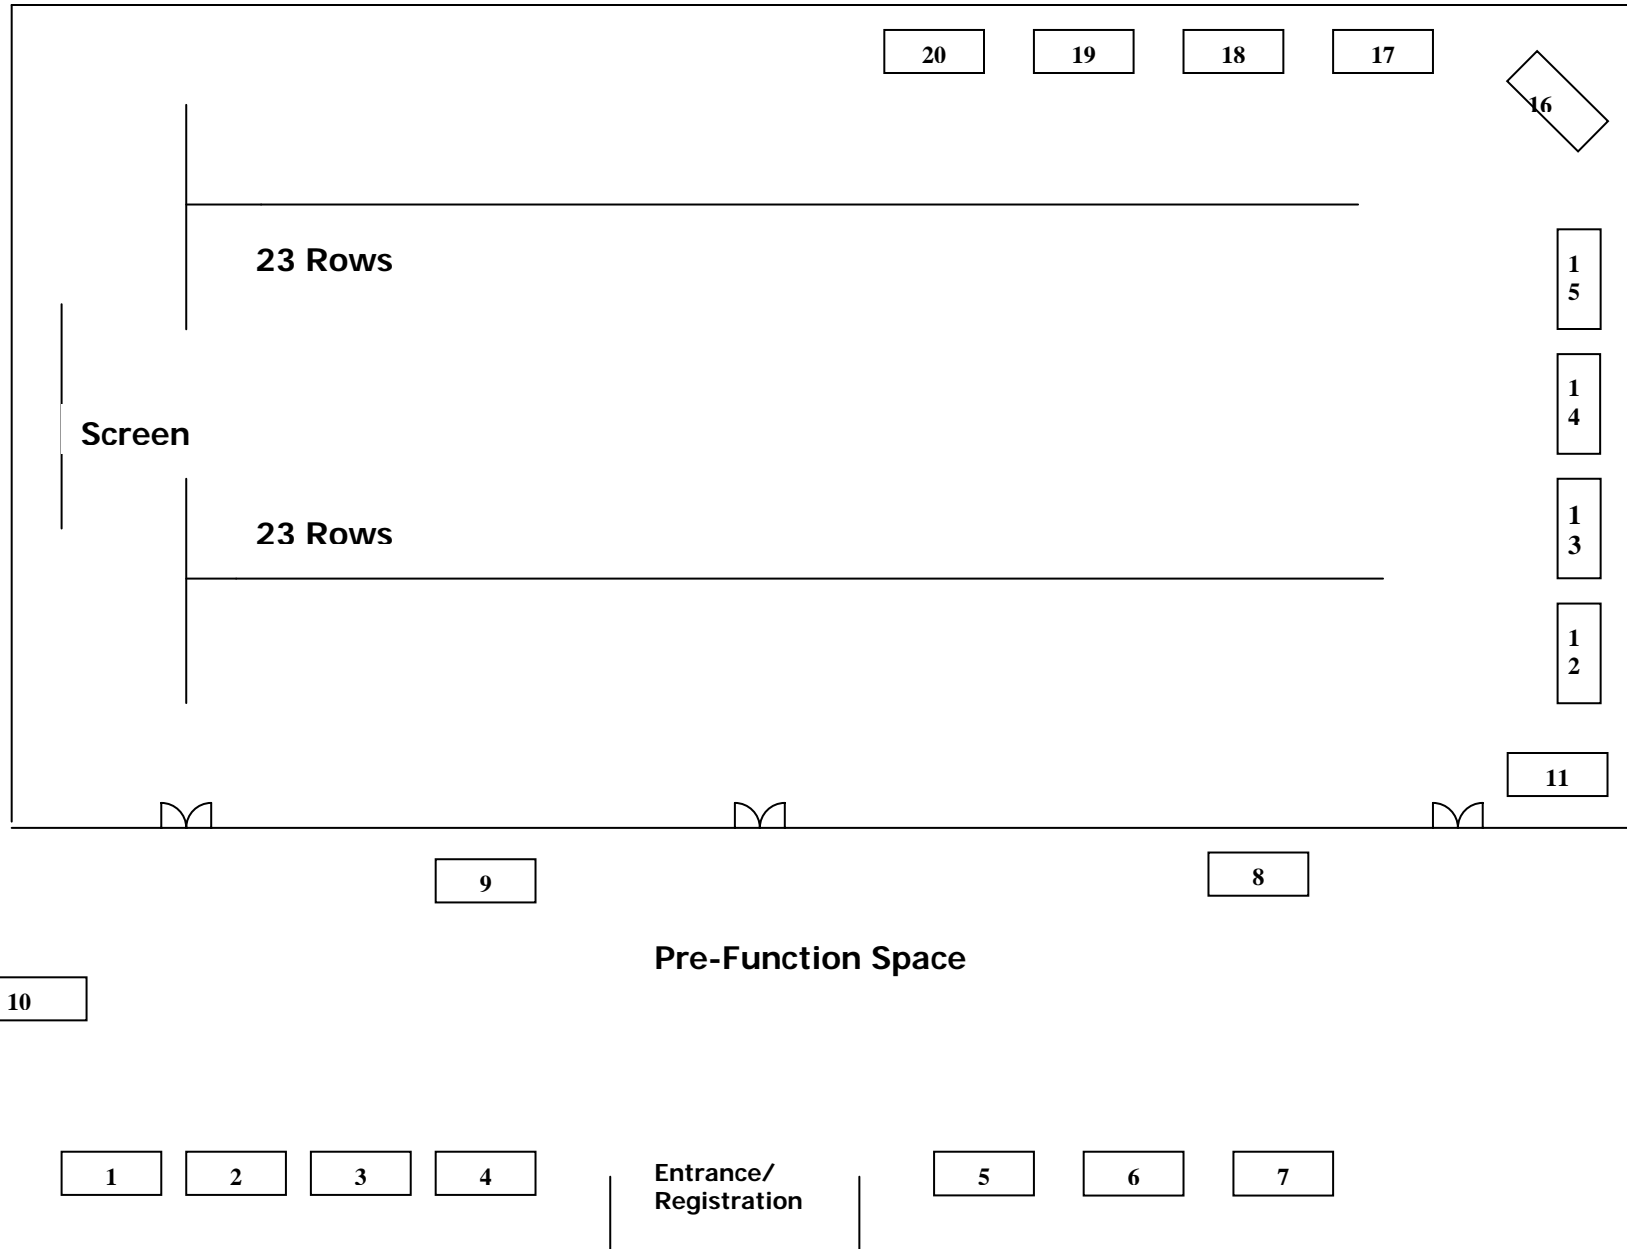 20 19 18 17
16
23 Rows
1
5
1
4
Screen
1
3
23 Rows
1
2
11
9 8
Pre-Function Space
10
1 2 3 4 Entrance/
Registration
5 6 7